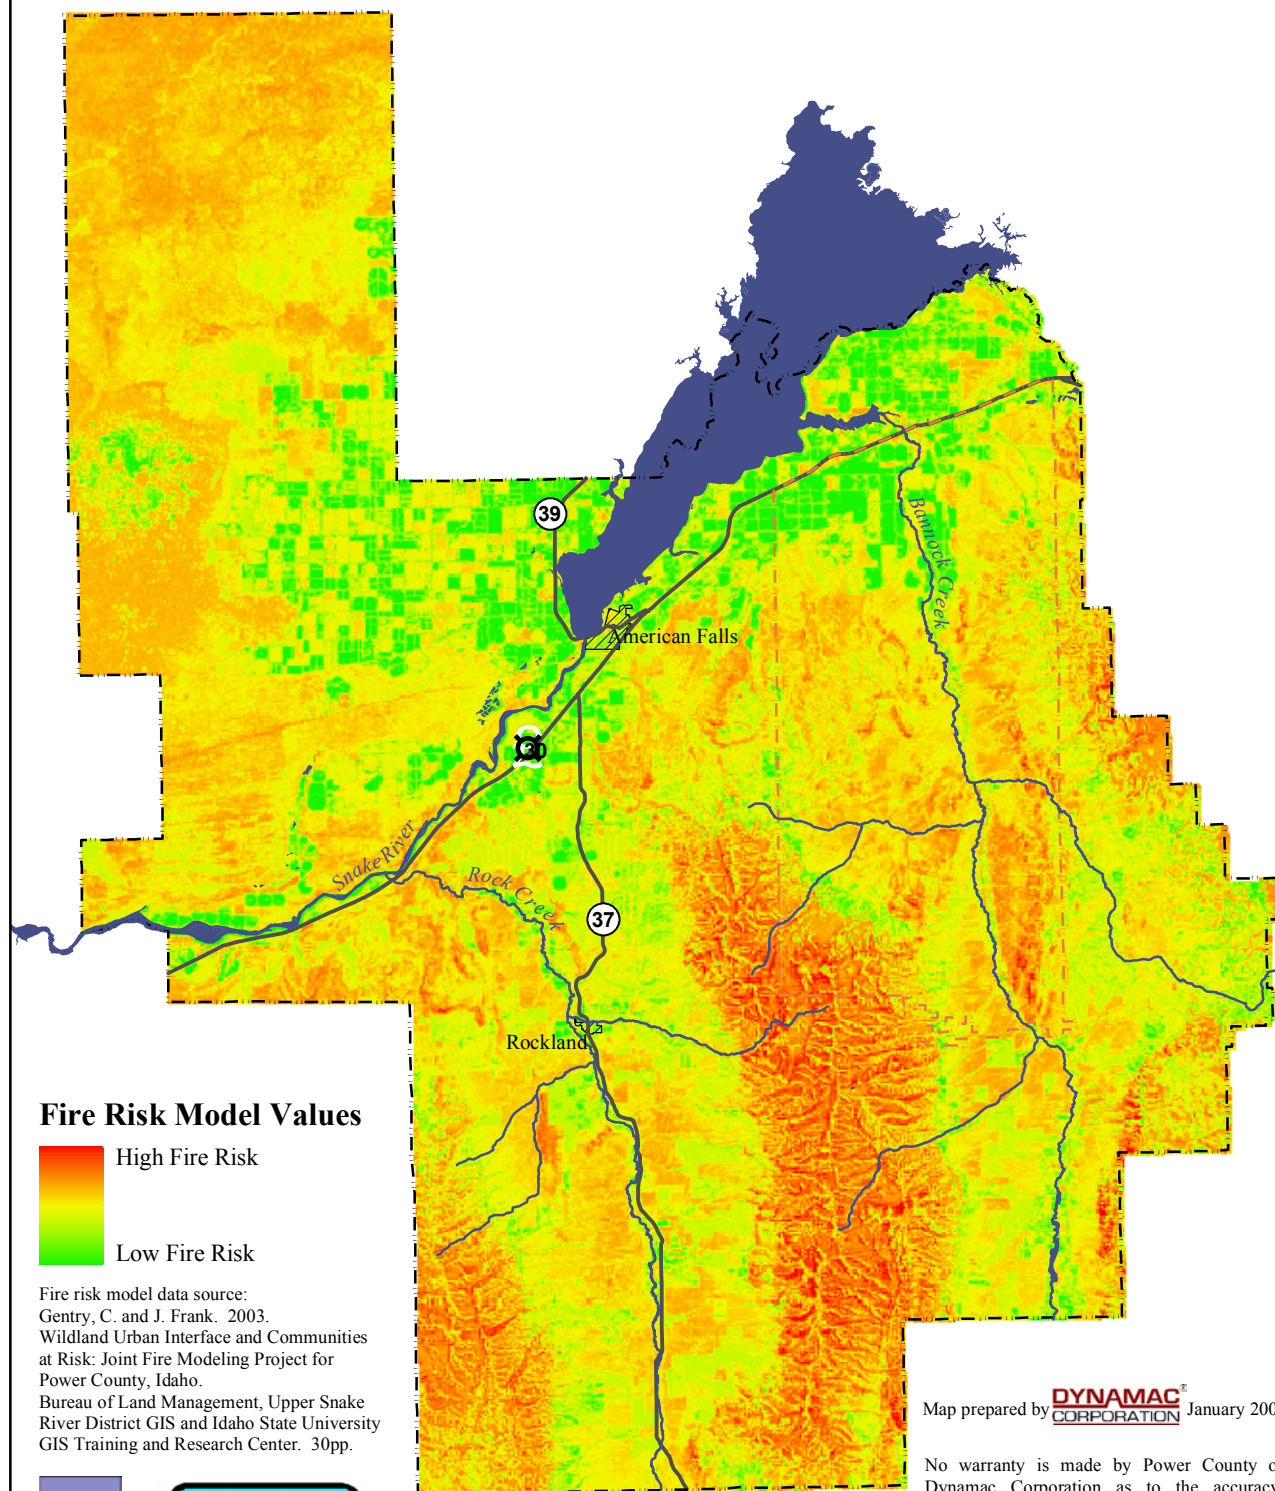 39
Bannock Creek
American Falls
30
Snake River
Rock Creek
37
Rockland
Fire Risk Model Values
High Fire Risk
Low Fire Risk
Fire risk model data source:
Gentry, C. and J. Frank. 2003.
Wildland Urban Interface and Communities
at Risk: Joint Fire Modeling Project for
Power County, Idaho.
Bureau of Land Management, Upper Snake
River District GIS and Idaho State University
GIS Training and Research Center. 30pp.
Map prepared by DYNAMAC® CORPORATION January 200
No warranty is made by Power County o
Dynamac Corporation as to the accuracy